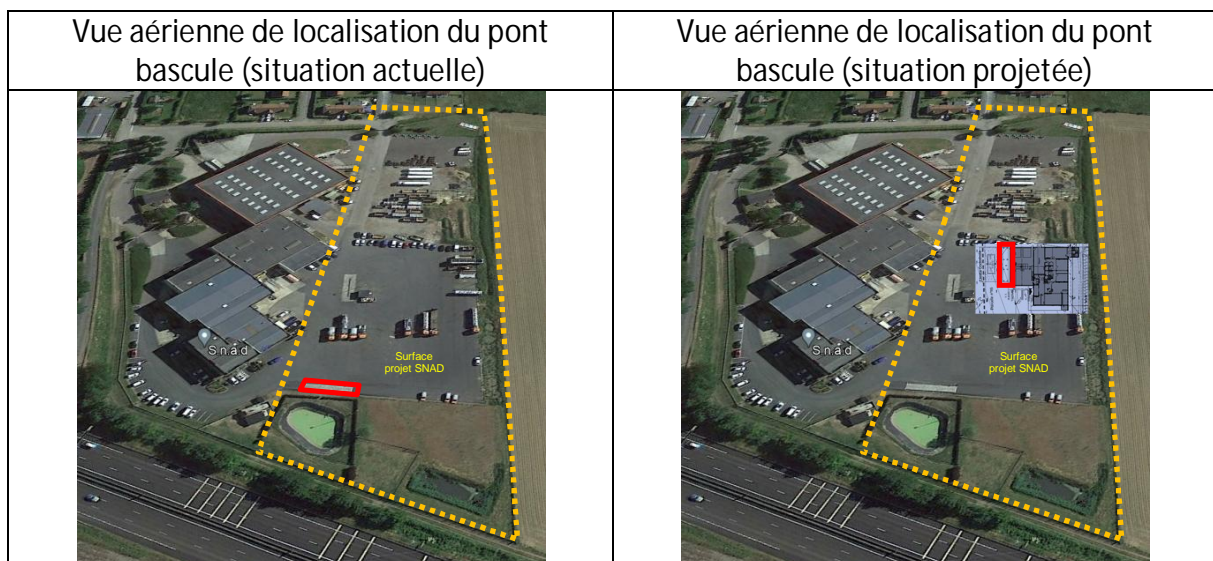 Vue aérienne de localisation du pont
bascule (situation actuelle)
Vue aérienne de localisation du pont
bascule (situation projetée)
Snad
Surface
projet SNAD
Snad
Surface
projet SNAD